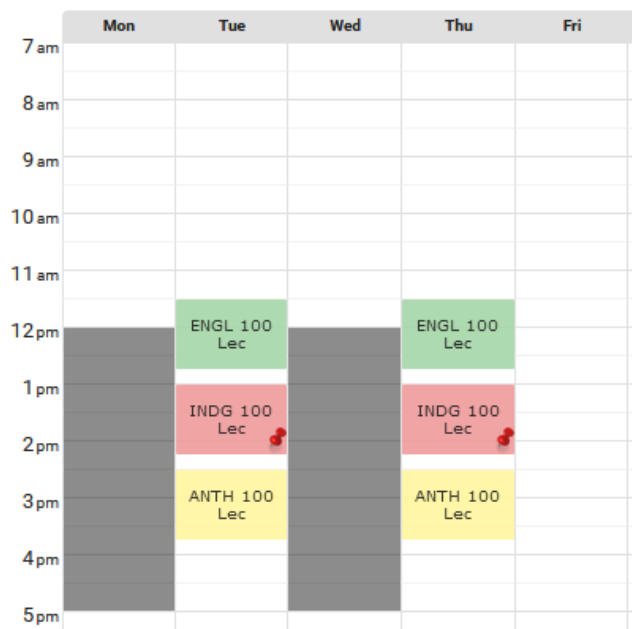 Mon Tue Wed Thu Fri
7 am
8 am
9 am
10 am
11 am
12 pm
ENGL 100
Lec
ENGL 100
Lec
1 pm
INDG 100
Lec
INDG 100
Lec
2 pm
3 pm
ANTH 100
Lec
ANTH 100
Lec
4 pm
5 pm